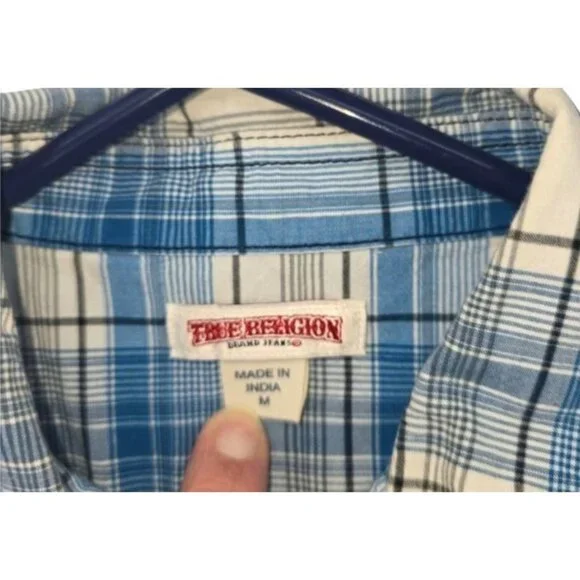 TRUE RELIGION
BRAND JEANS®
MADE IN
INDIA
M